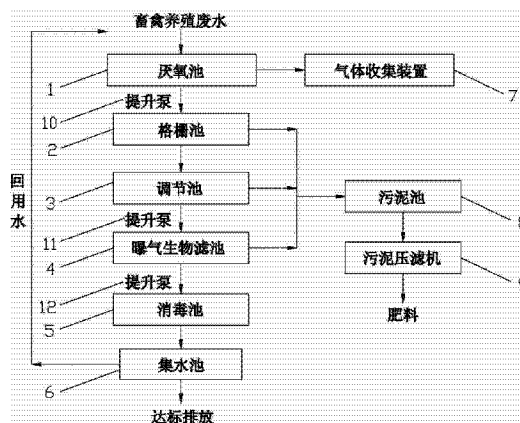 畜禽养殖废水
厌氧池
气体收集装置
1
7
10
提升泵
格栅池
2
回用水
调节池
3
污泥池
8
11
提升泵
曝气生物滤池
4
污泥压滤机
12
提升泵
肥料
消毒池
5
集水池
6
达标排放